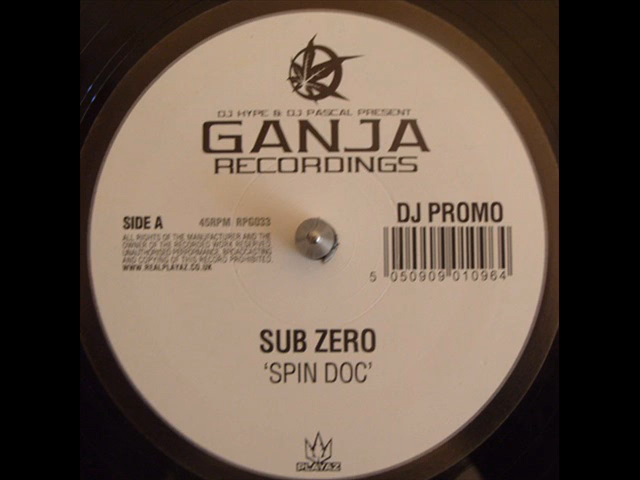 DJ HYPE & DJ PASCAL PRESENT
GANJA
RECORDINGS
SIDE A 45RPM RPG033
DJ PROMO
ALL RIGHTS OF THE MANUFACTURER AND THE
OWNER OF THE RECORDED WORK RESERVED.
UNAUTHORISED PERFORMANCE, BROADCASTING
AND COPYING OF THIS RECORD PROHIBITED.
WWW.REALPLAYAZ.CO.UK
5 050909 010964
SUB ZERO
'SPIN DOC'
PLAYAZ